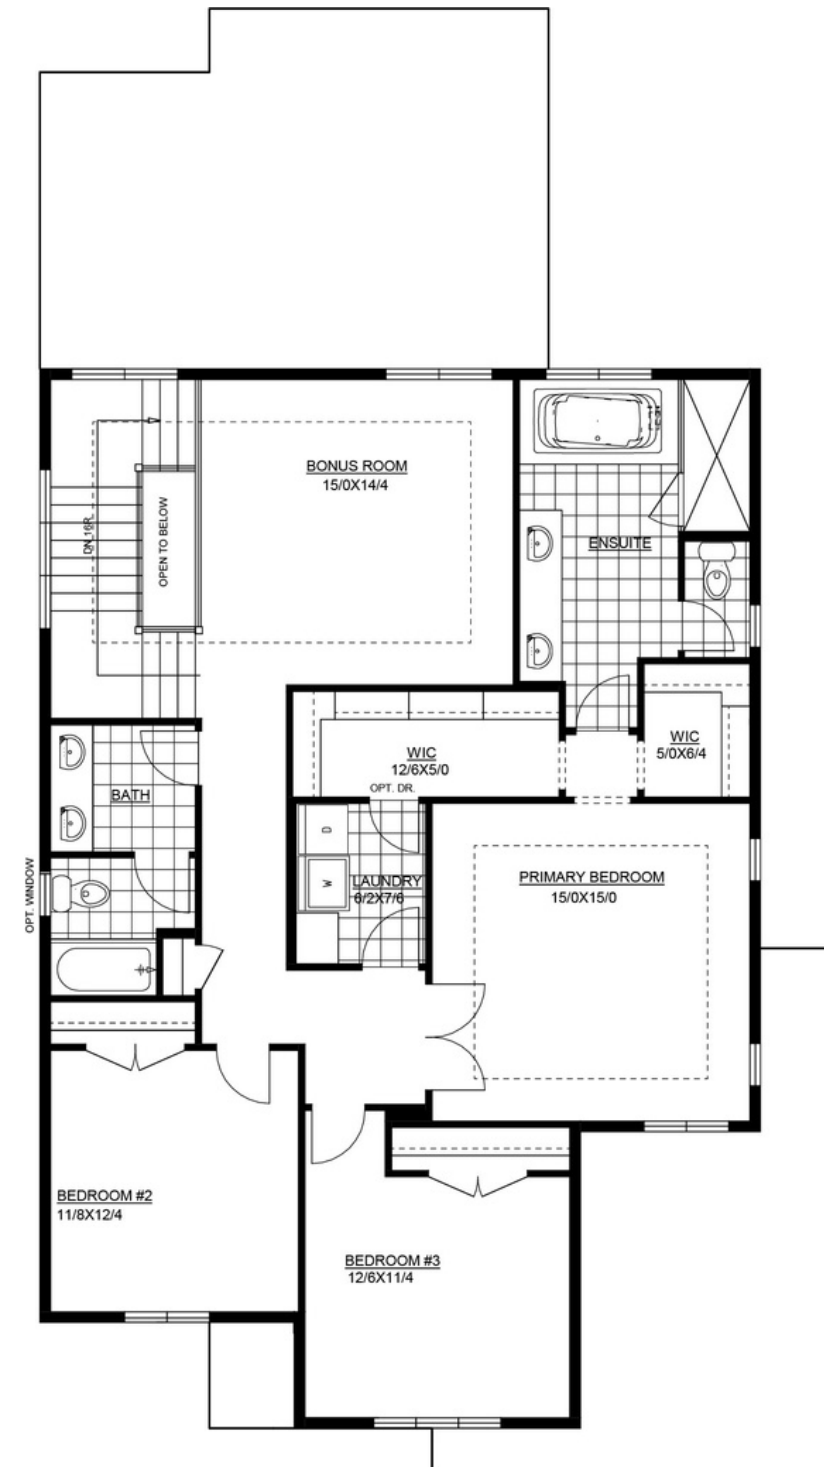 BONUS ROOM
15/0X14/4
DN 16R
OPEN TO BELOW
ENSUITE
WIC
12/6X5/0
WIC
5/0X6/4
OPT. DR.
BATH
D
W
LAUNDRY
6/2X7/6
OPT. WINDOW
PRIMARY BEDROOM
15/0X15/0
BEDROOM #2
11/8X12/4
BEDROOM #3
12/6X11/4